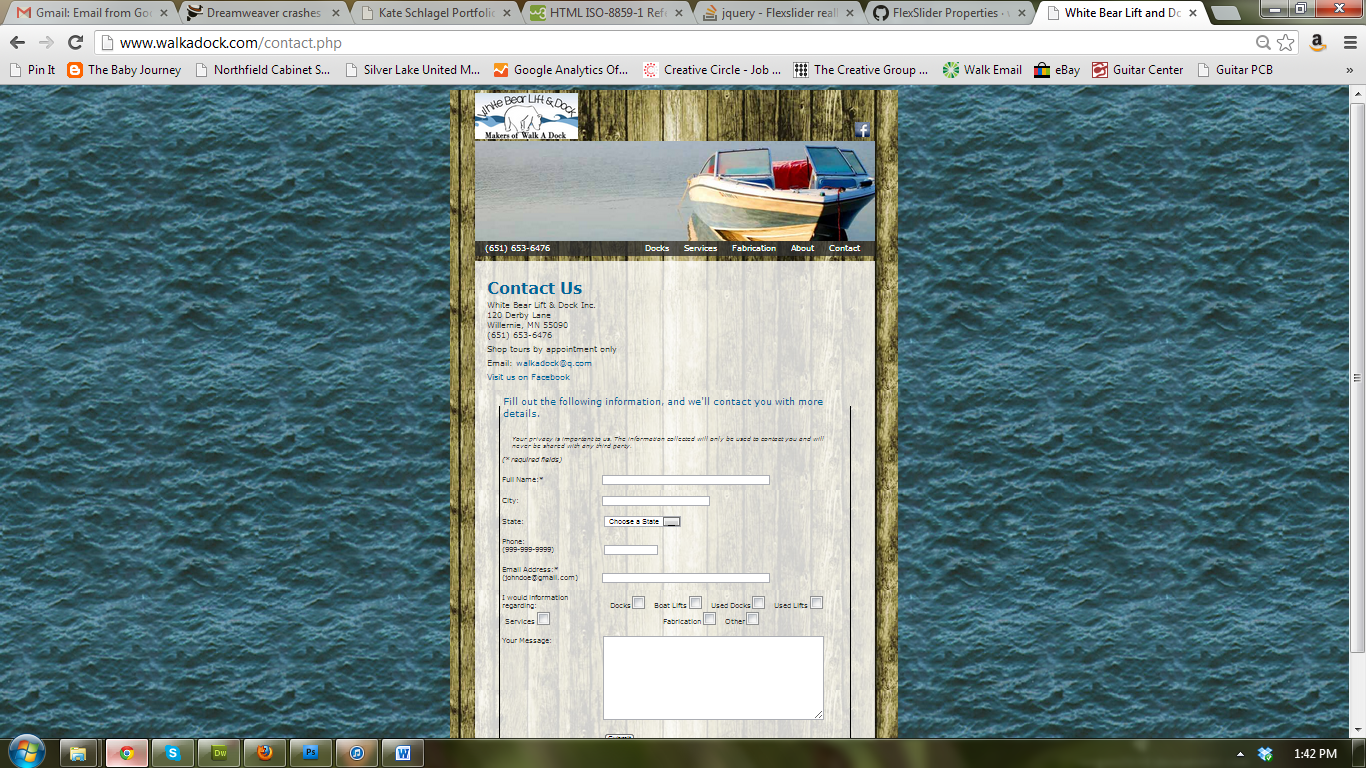 Gmail: Email from Goo
Dreamweaver crashes
Kate Schlagel Portfolio
HTML ISO-8859-1 Refe
jquery - Flexslider reall
FlexSlider Properties ·
White Bear Lift and Do
www.walkadock.com/contact.php
Pin It
The Baby Journey
Northfield Cabinet S...
Silver Lake United M...
Google Analytics Of...
Creative Circle - Job ...
The Creative Group ...
Walk Email
eBay
Guitar Center
Guitar PCB
»
White Bear Lift & Dock
Makers of Walk A Dock
f
(651) 653-6476 Docks Services Fabrication About Contact
Contact Us
White Bear Lift & Dock Inc.
120 Derby Lane
Willernie, MN 55090
(651) 653-6476
Shop tours by appointment only
Email: walkadock@q.com
Visit us on Facebook
Fill out the following information, and we'll contact you with more
details.
Your privacy is important to us. The information collected will only be used to contact you and will
never be shared with any third party.
(* required fields)
Full Name:*
City:
State: Choose a State
Phone:
(999-999-9999)
Email Address:*
(johndoe@gmail.com)
I would information
regarding:
Docks Boat Lifts Used Docks Used Lifts
Services Fabrication Other
Your Message:
Submit
S
Dw
Ps
W
1:42 PM